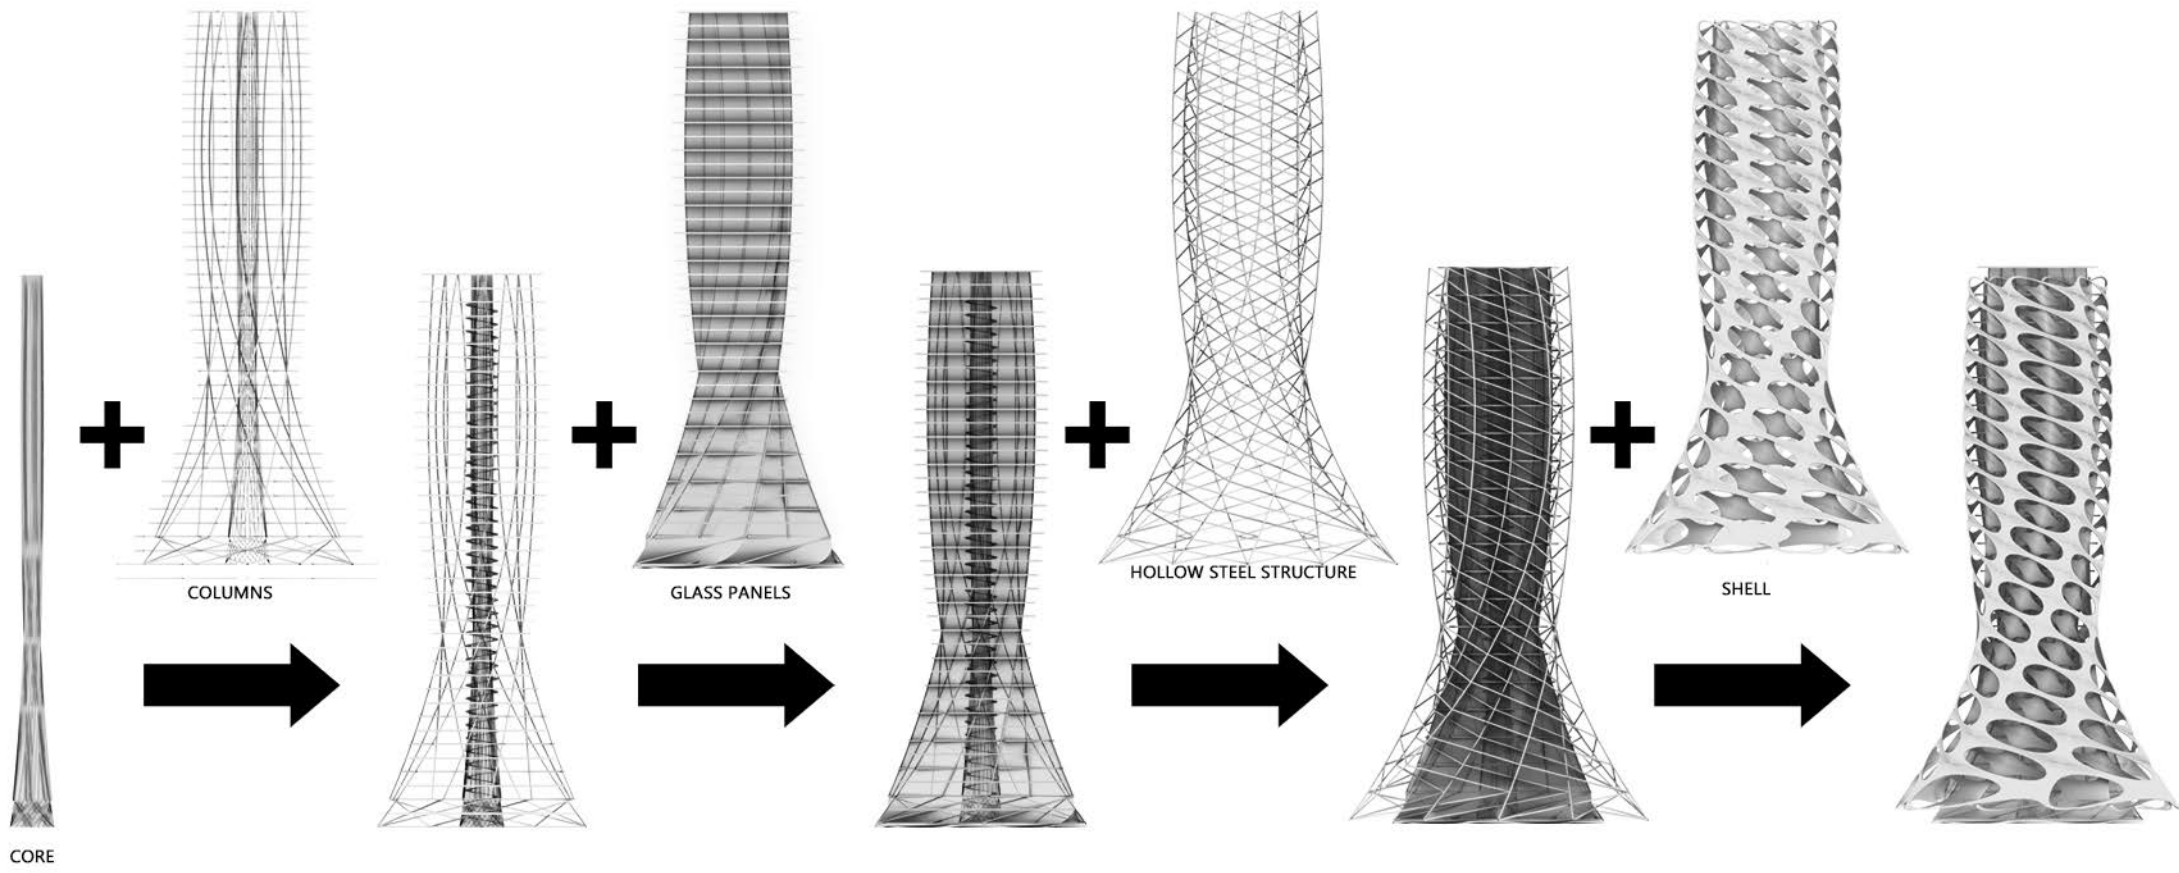 CORE
COLUMNS
GLASS PANELS
HOLLOW STEEL STRUCTURE
SHELL